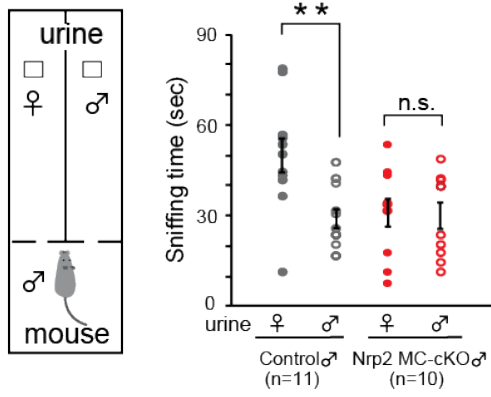 urine
♀ ♂
♂
mouse
Sniffing time (sec)
90
60
30
0
**
n.s.
urine ♀ ♂ ♀ ♂
Control♂ Nrp2 MC-cKO♂
(n=11) (n=10)